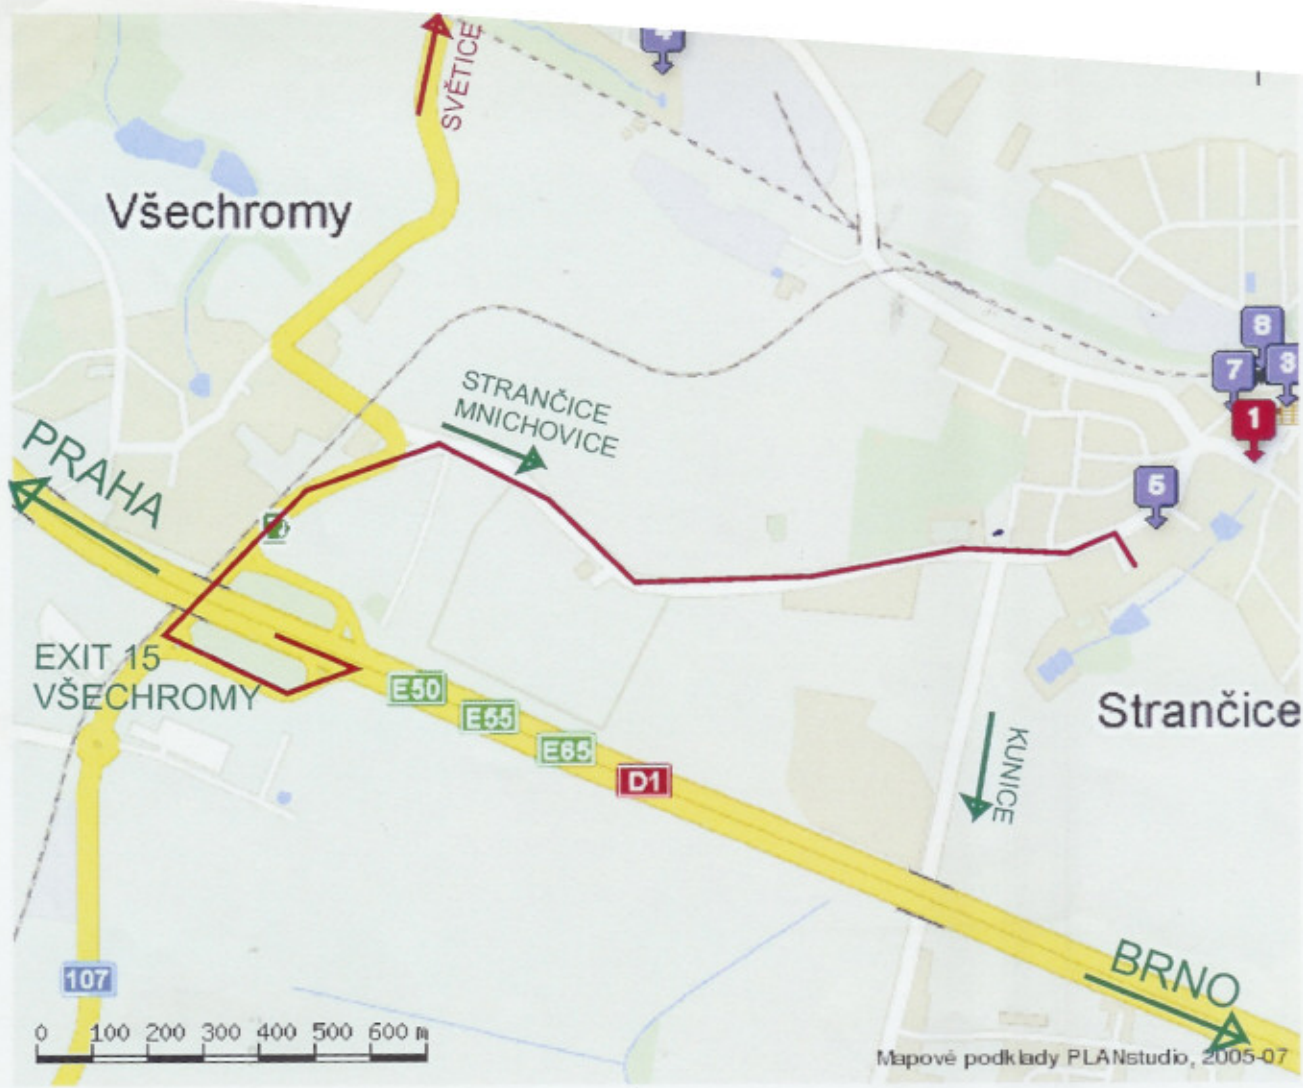 4
SVĚTICE
Všechromy
8
7
3
1
STRANČICE
MNICHOVICE
PRAHA
5
EXIT 15
VŠECHROMY
E50
E55
E65
D1
Strančice
KUNICE
BRNO
107
0 100 200 300 400 500 600 m
Mapové podklady PLANstudio, 2005-07